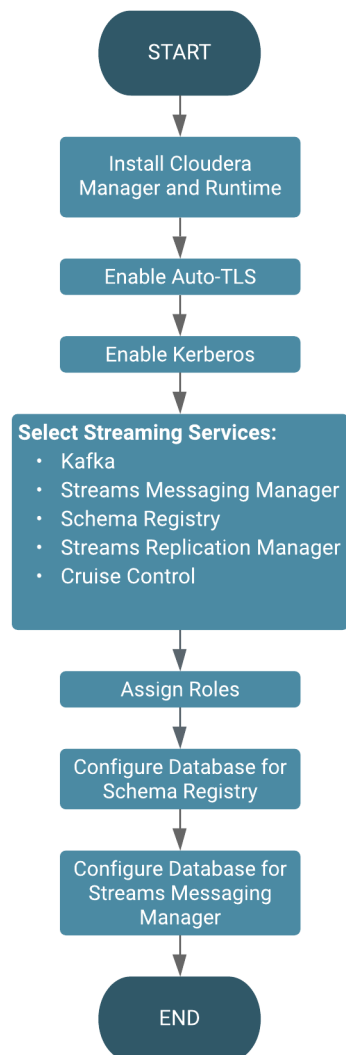 START
Install Cloudera
Manager and Runtime
Enable Auto-TLS
Enable Kerberos
Select Streaming Services:
• Kafka
• Streams Messaging Manager
• Schema Registry
• Streams Replication Manager
• Cruise Control
Assign Roles
Configure Database for
Schema Registry
Configure Database for
Streams Messaging
Manager
END